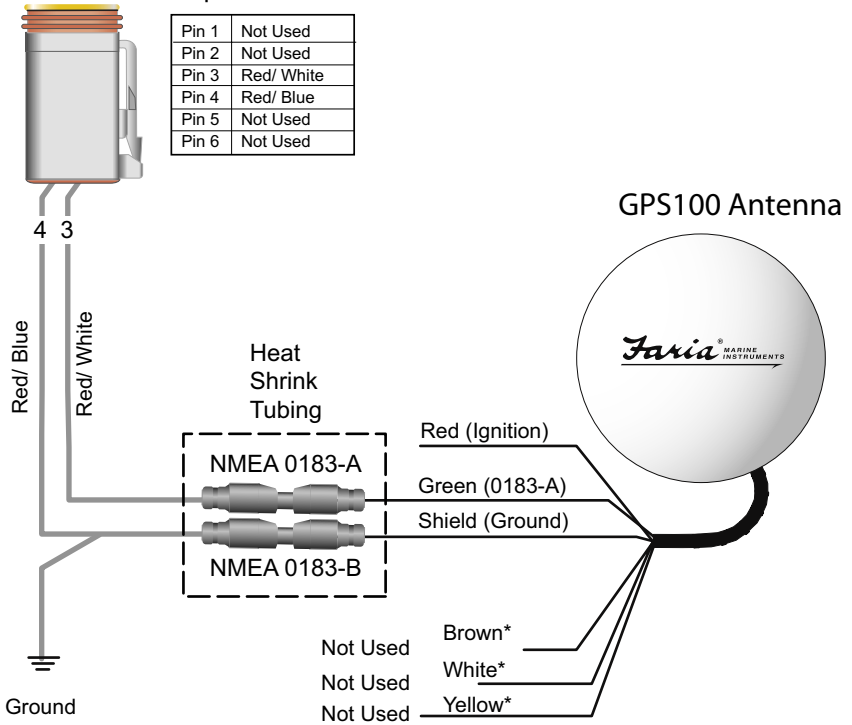 Pin 1 Not Used
Pin 2 Not Used
Pin 3 Red/ White
Pin 4 Red/ Blue
Pin 5 Not Used
Pin 6 Not Used
GPS100 Antenna
4 3
Red/ Blue
Red/ White
Faria® MARINE INSTRUMENTS
Heat
Shrink
Tubing
NMEA 0183-A
NMEA 0183-B
Red (Ignition)
Green (0183-A)
Shield (Ground)
Not Used Brown*
Not Used White*
Not Used Yellow*
Ground